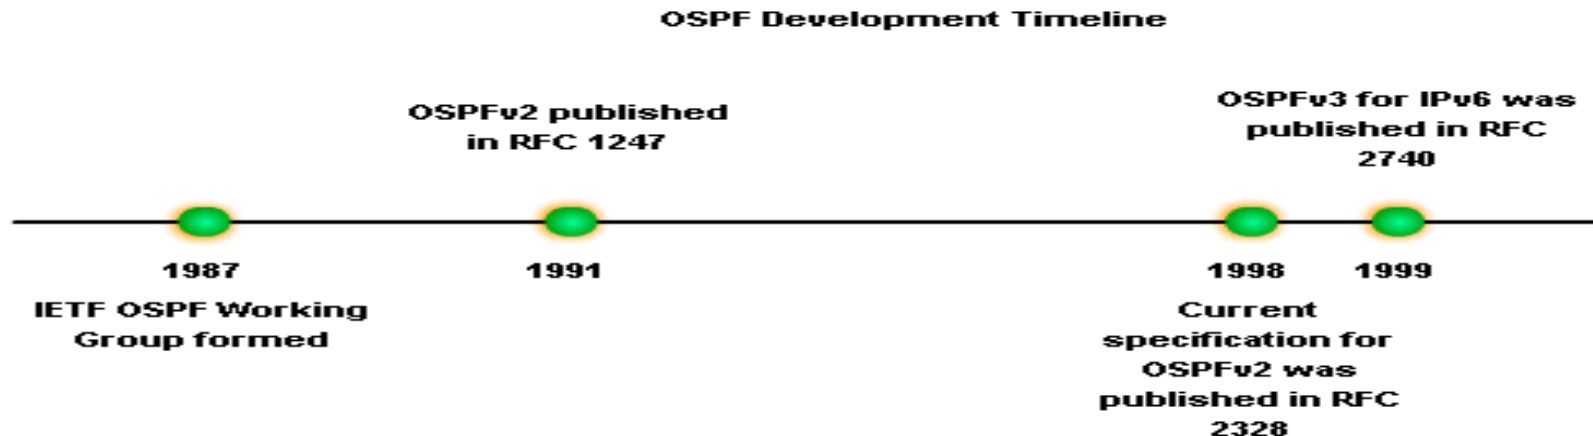 OSPF Development Timeline
OSPFv2 published
in RFC 1247
OSPFv3 for IPv6 was
published in RFC
2740
1987
1991
1998
1999
IETF OSPF Working
Group formed
Current
specification for
OSPFv2 was
published in RFC
2328